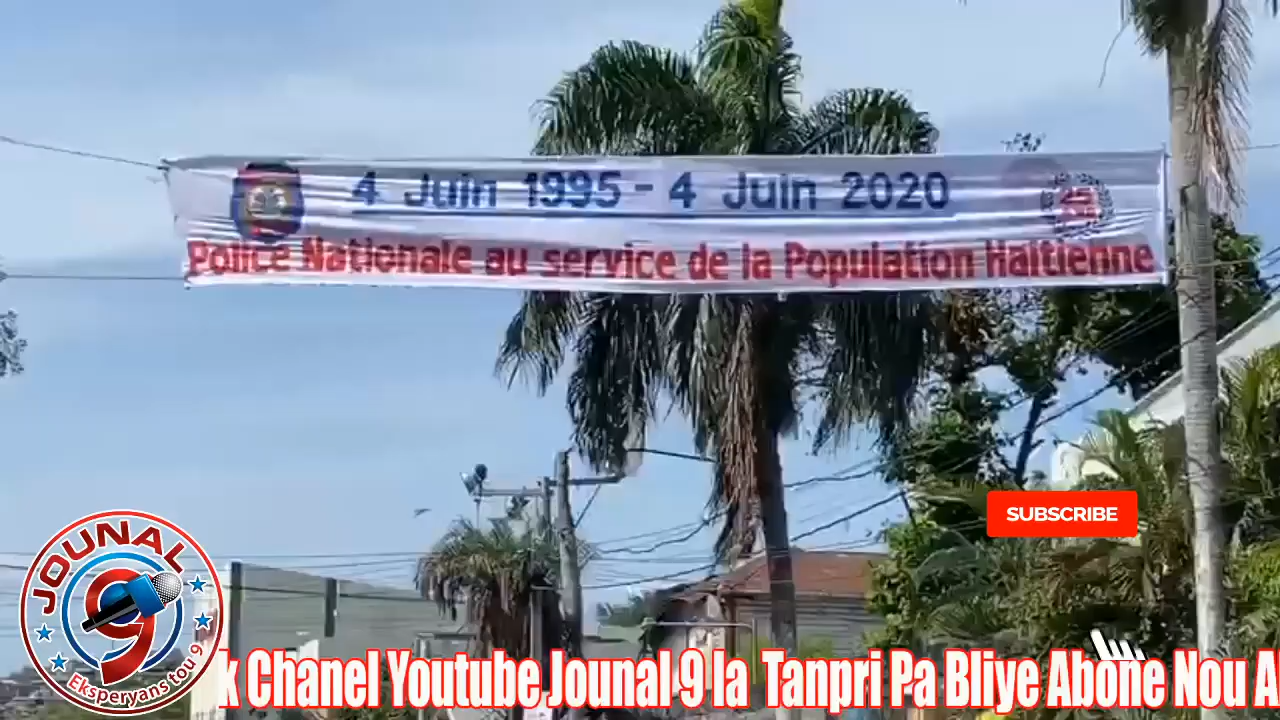 4 Juin 1995 - 4 Juin 2020
Police Nationale au service de la Population Haïtienne
SUBSCRIBE
JOUNAL
9
Eksperyans tou 9
k Chanel Youtube Jounal 9 la Tanpri Pa Bliye Abone Nou A